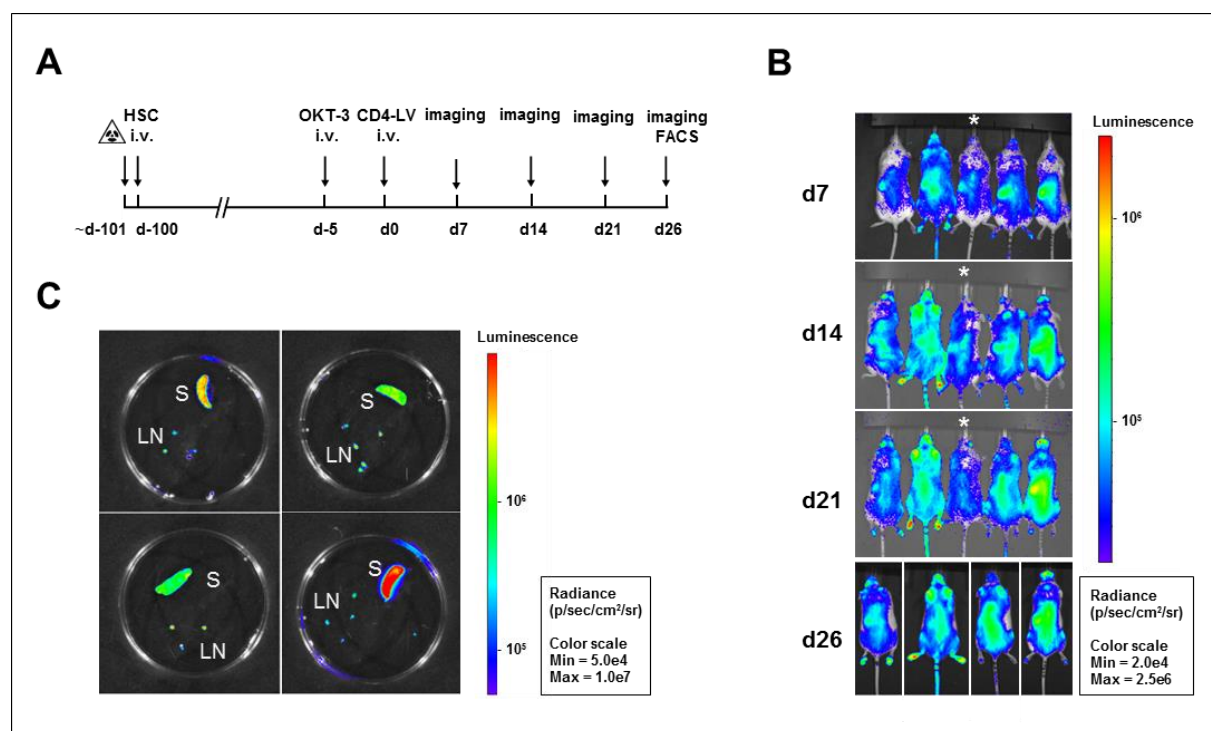 A
HSC
i.v.
OKT-3
i.v.
CD4-LV
i.v.
imaging
imaging
imaging
imaging
FACS
~d-101
d-100
d-5
d0
d7
d14
d21
d26
B
*
d7
*
d14
*
d21
d26
Luminescence
10⁶
10⁵
Radiance
(p/sec/cm²/sr)
Color scale
Min = 2.0e4
Max = 2.5e6
C
S
LN
S
LN
S
LN
S
LN
Luminescence
10⁶
10⁵
Radiance
(p/sec/cm²/sr)
Color scale
Min = 5.0e4
Max = 1.0e7